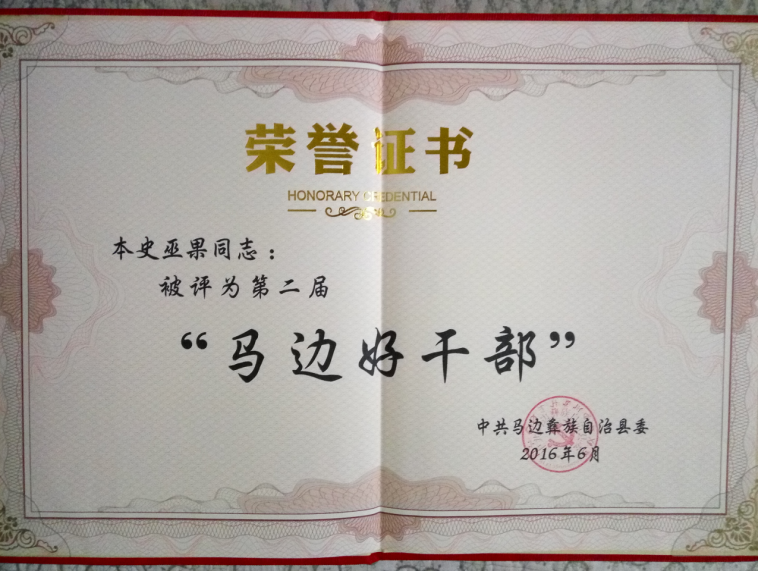 荣誉证书
HONORARY CREDENTIAL
本史巫果同志：
被评为第二届
“马边好干部”
中共马边彝族自治县委
2016年6月